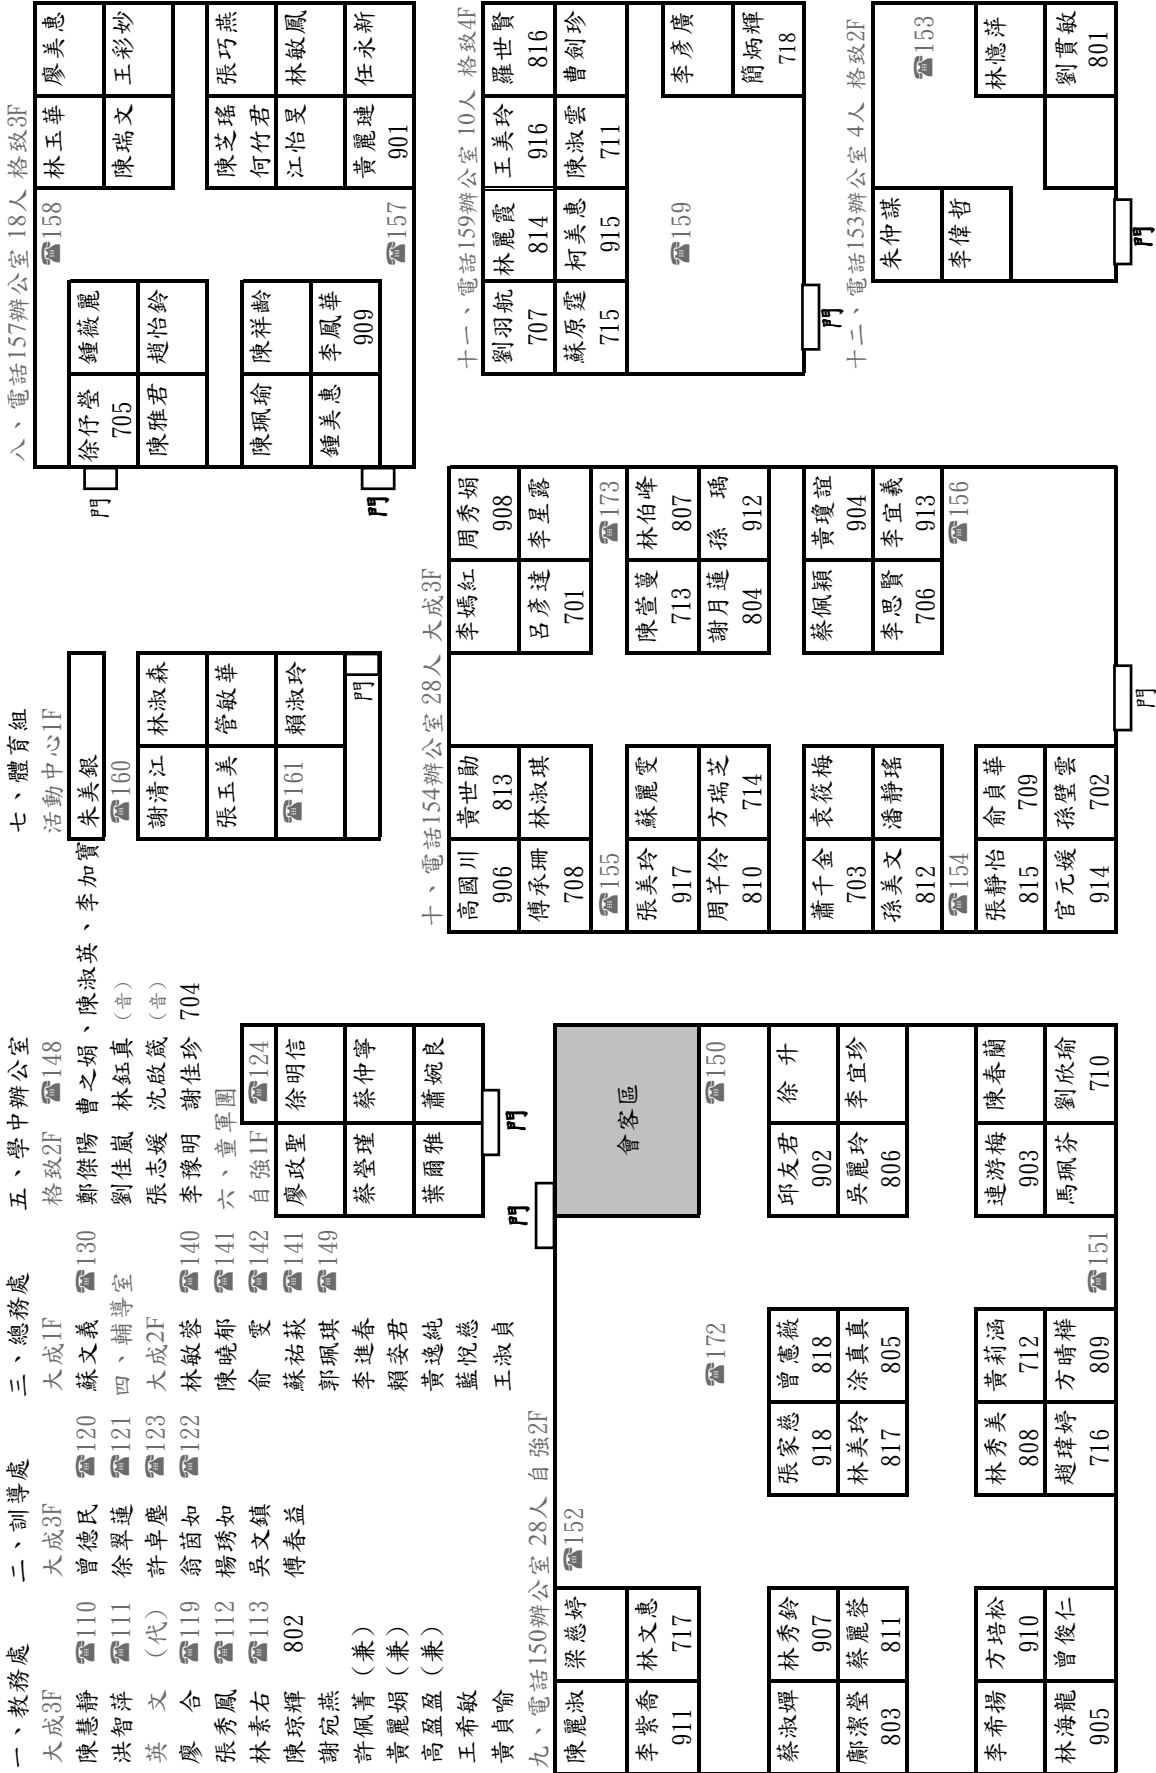 一、教務處
大成3F
陳慧靜 ☎110
洪智萍 ☎111
英 文 (代)
廖 合 ☎119
張秀鳳 ☎112
林素右 ☎113
陳琼輝 802
謝宛燕
許佩菁 (兼)
黃麗娟 (兼)
高盈盈 (兼)
王希敏
黃貞喻
二、訓導處
大成3F
曾德民 ☎120
徐翠蓮 ☎121
許卓塵 ☎123
翁茵如 ☎122
楊琇如
吳文鎮
傅春益
三、總務處
大成1F
蘇文義 ☎130
四、輔導室
大成2F
林敏蓉 ☎140
陳曉郁 ☎141
俞 雯 ☎142
蘇祐萩 ☎141
郭珮琪 ☎149
李進春
賴姿君
黃逸純
藍悅慈
王淑貞
五、學中辦公室
格致2F ☎148
鄭傑陽 曹之娟、陳淑英、李加寶
劉佳嵐 林鈺真 (音)
張志媛 沈啟箴 (音)
李豫明 謝佳珍 704
六、童軍團
自強1F ☎124
廖政聖 徐明信
蔡瑩瑾 蔡仲寧
葉爾雅 蕭婉良
門
七、體育組
活動中心1F
朱美銀
☎160
謝清江 林淑森
張玉美 管敏華
☎161 賴淑玲
門
八、電話157辦公室 18人 格致3F
林玉華 廖美惠
☎158
徐伃瑩 705 鍾薇麗
陳瑞文 王彩妙
陳雅君 趙怡鈴
門
陳芝瑤 何竹君 張巧燕
陳珮瑜 陳祥齡
江怡旻 林敏鳳
鍾美惠 李鳳華 909
黃麗璉 901 任永新
☎157
門
九、電話150辦公室 28人 自強2F
陳麗淑 梁慈婷 ☎152
門
會客區
李紫喬 911 林文惠 717
☎172 ☎150
蔡淑嬋 林秀鈴 907 張家慈 918 曾憲薇 818 邱友君 902 徐 升
鄺潔瑩 803 蔡麗蓉 811 林美玲 817 涂真真 805 吳麗玲 806 李宜珍
李希揚 方培松 910 林秀美 808 黃莉涵 712 連游梅 903 陳春蘭
林海龍 905 曾俊仁 趙瑋婷 716 方晴樺 809 ☎151 馬珮芬 劉欣瑜 710
十、電話154辦公室 28人 大成3F
高國川 906 黃世勛 813 李嫣紅 周秀娟 908
傅承珊 708 林淑琪 呂彥達 701 李星露
☎155 ☎173
張美玲 917 蘇麗雯 陳萱蔓 713 林伯峰 807
周芊伶 810 方瑞芝 714 謝月蓮 804 孫 瑀 912
蕭千金 703 袁筱梅 蔡佩穎 黃瓊誼 904
孫美文 812 潘靜瑤 李思賢 706 李宜義 913
☎154 ☎156
張靜怡 815 俞貞華 709
官元媛 914 孫壁雲 702
門
十一、電話159辦公室 10人 格致4F
劉羽航 707 林麗霞 814 王美玲 916 羅世賢 816
蘇原霆 715 柯美惠 915 陳淑雲 711 曹劍珍
☎159 李彥廣
簡炳輝 718
門
十二、電話153辦公室 4人 格致2F
朱仲謀 ☎153
李偉哲 林憶萍
劉貫敏 801
門